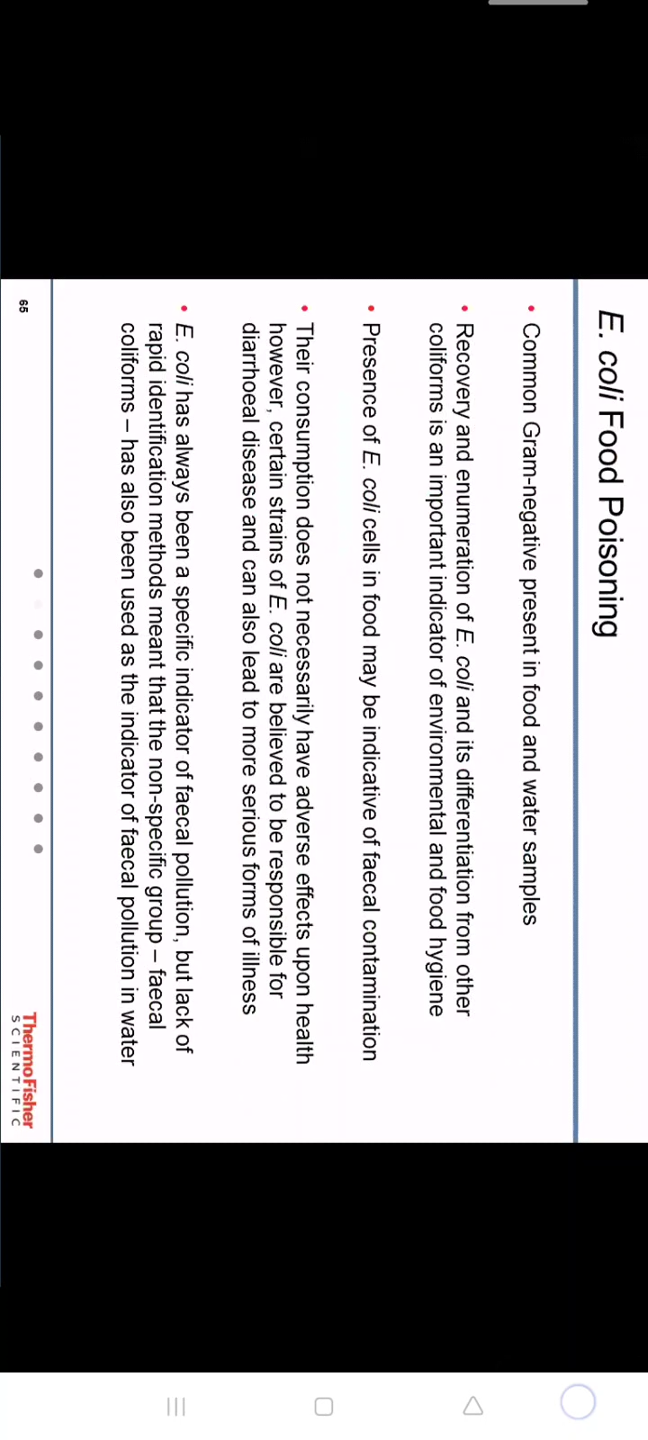 E. coli Food Poisoning
• Common Gram-negative present in food and water samples
• Recovery and enumeration of E. coli and its differentiation from other
coliforms is an important indicator of environmental and food hygiene
• Presence of E. coli cells in food may be indicative of faecal contamination
• Their consumption does not necessarily have adverse effects upon health
however, certain strains of E. coli are believed to be responsible for
diarrhoeal disease and can also lead to more serious forms of illness
• E. coli has always been a specific indicator of faecal pollution, but lack of
rapid identification methods meant that the non-specific group – faecal
coliforms – has also been used as the indicator of faecal pollution in water
65
ThermoFisher
SCIENTIFIC